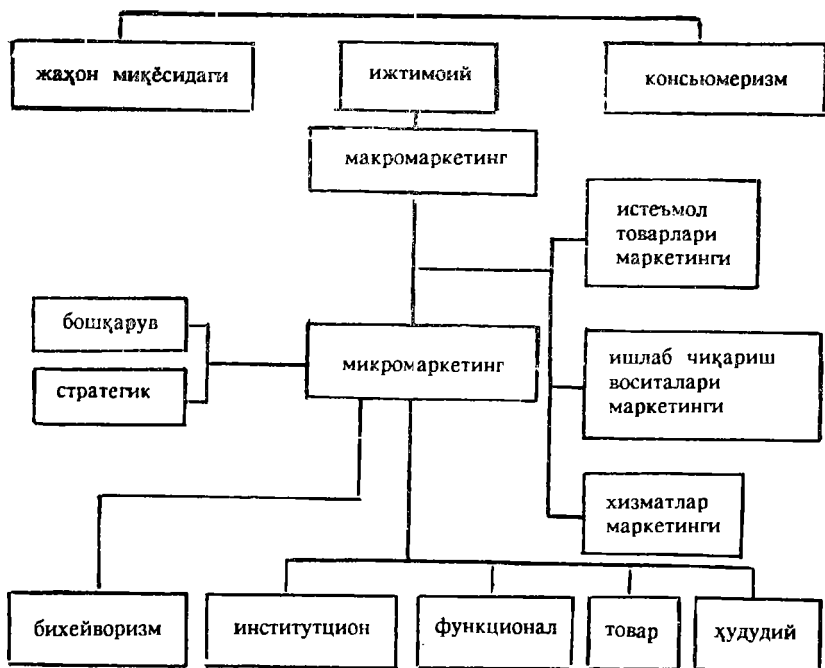 жаҳон миқёсидаги
ижтимоий
консьюмеризм
макромаркетинг
истеъмол
товарлари
маркетинги
бошқарув
стратегик
микромаркетинг
ишлаб чиқариш
воситалари
маркетинги
хизматлар
маркетинги
бихейворизм
институтцион
функционал
товар
ҳудудий